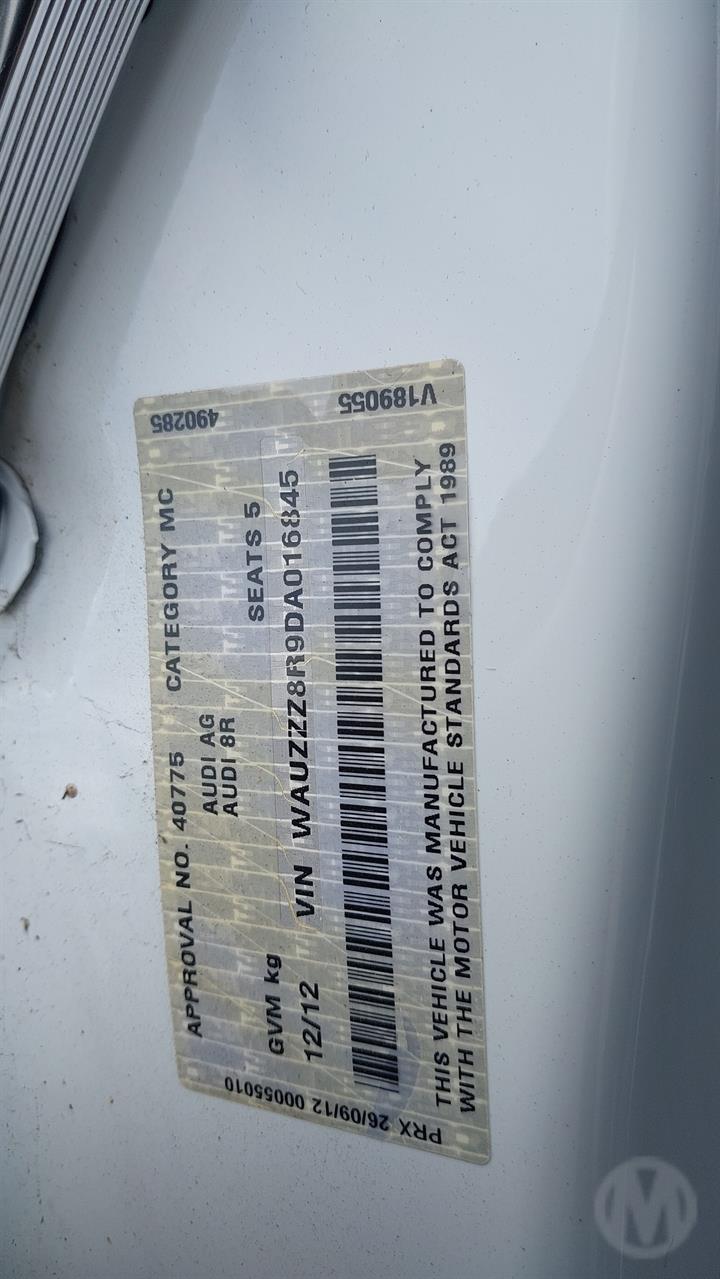 490285 V189055
APPROVAL NO. 40775 CATEGORY MC
AUDI AG
AUDI 8R SEATS 5
GVM kg
12/12 VIN WAUZZZ8R9DA016845
THIS VEHICLE WAS MANUFACTURED TO COMPLY
WITH THE MOTOR VEHICLE STANDARDS ACT 1989
PRX 26/09/12 00055010
M